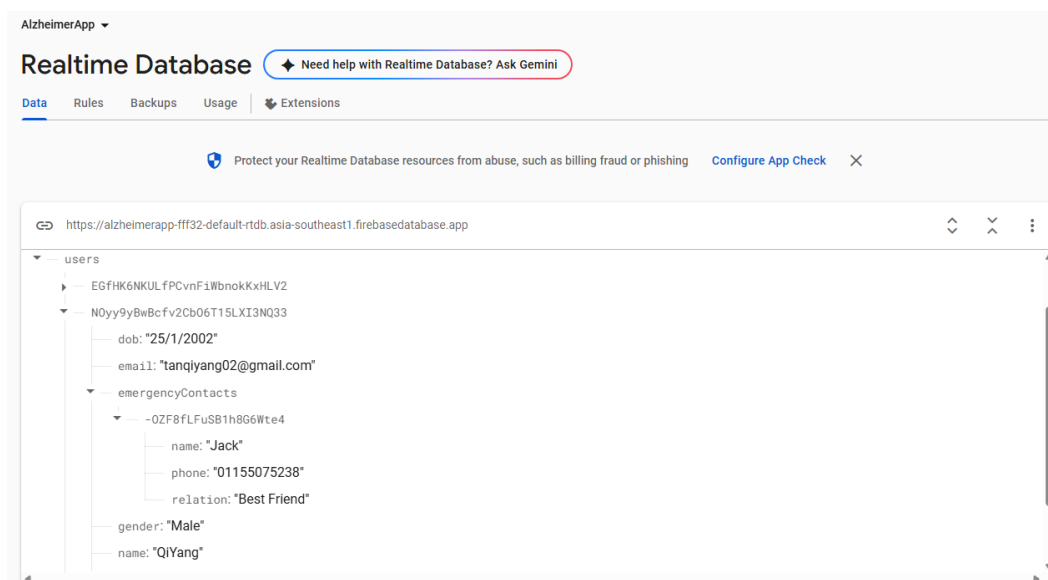 AlzheimerApp
Realtime Database
Need help with Realtime Database? Ask Gemini
Data Rules Backups Usage Extensions
Protect your Realtime Database resources from abuse, such as billing fraud or phishing Configure App Check
https://alzheimerapp-fff32-default-rtdb.asia-southeast1.firebasedatabase.app
users
EGfHK6NKULfPCvnFiWbnokKxHLV2
NOyy9yBwBcfv2CbO6T15LXI3NQ33
dob: "25/1/2002"
email: "tanqiyang02@gmail.com"
emergencyContacts
-OZF8fLFuSB1h8G6Wte4
name: "Jack"
phone: "01155075238"
relation: "Best Friend"
gender: "Male"
name: "QiYang"